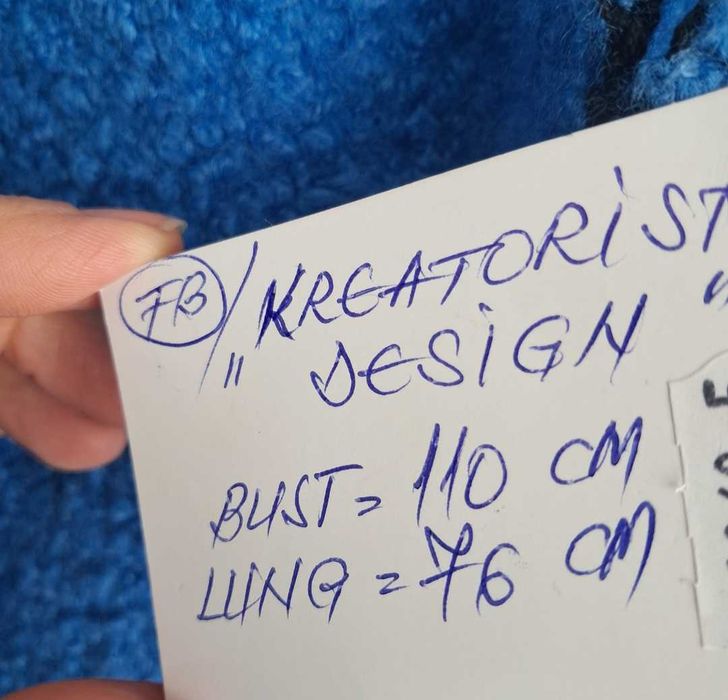 FB / „KREATORIST
DESIGN "
BUST = 110 CM
LUNG = 76 CM